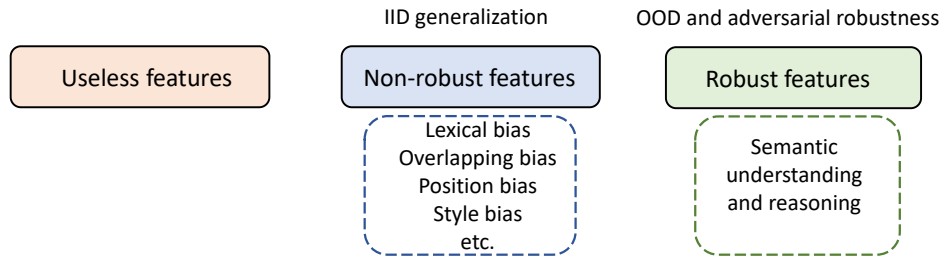 IID generalization
OOD and adversarial robustness
Useless features
Non-robust features
Robust features
Lexical bias
Overlapping bias
Position bias
Style bias
etc.
Semantic
understanding
and reasoning